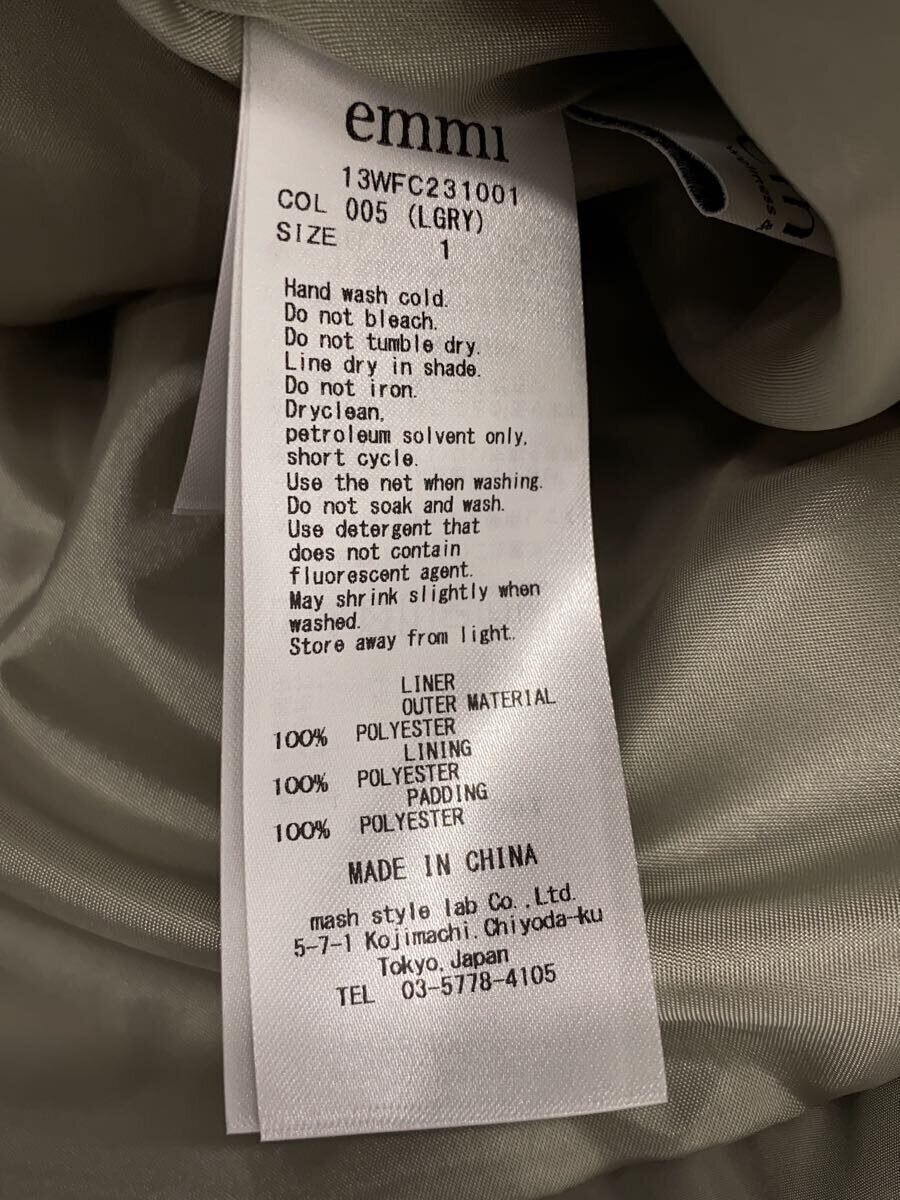 emmi
13WFC231001
COL 005 (LGRY)
SIZE 1
Hand wash cold.
Do not bleach.
Do not tumble dry.
Line dry in shade.
Do not iron.
Dryclean,
petroleum solvent only,
short cycle.
Use the net when washing.
Do not soak and wash.
Use detergent that
does not contain
fluorescent agent.
May shrink slightly when
washed.
Store away from light.
LINER
OUTER MATERIAL
100% POLYESTER
LINING
100% POLYESTER
PADDING
100% POLYESTER
MADE IN CHINA
mash style lab Co.,Ltd.
5-7-1 Kojimachi, Chiyoda-ku
Tokyo, Japan
TEL 03-5778-4105
wellness &